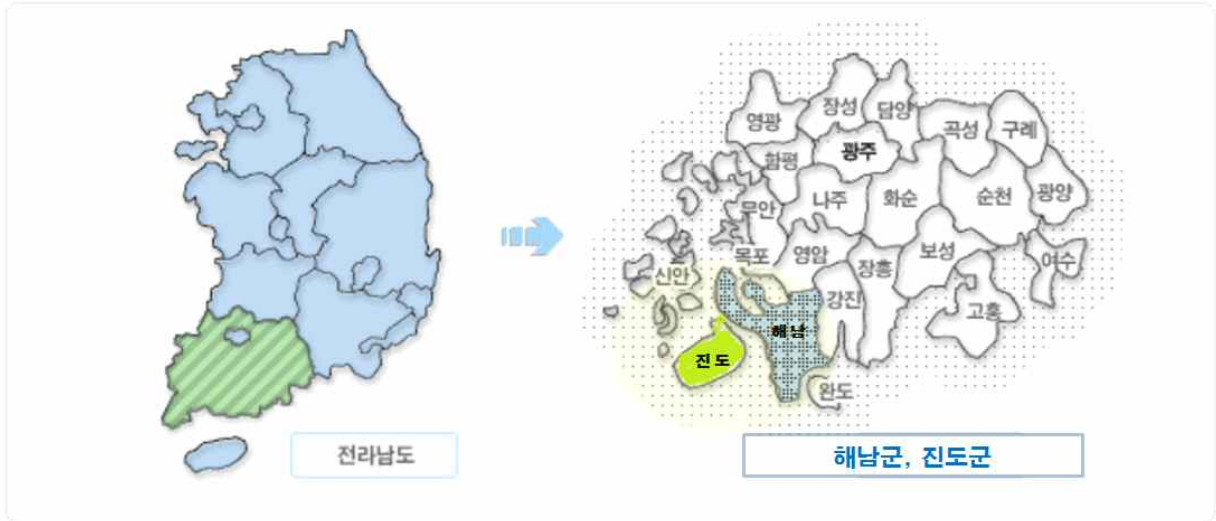 장성
담양
영광
곡성
구례
함평
광주
나주
화순
순천
광양
무안
목포
영암
보성
여수
신안
장흥
강진
고흥
해남
진도
완도
전라남도
해남군, 진도군